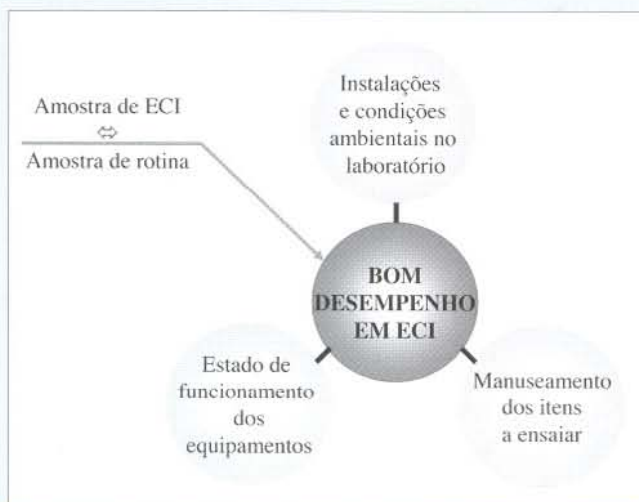 Amostra de ECI
⇔
Amostra de rotina
Instalações
e condições
ambientais no
laboratório
BOM
DESEMPENHO
EM ECI
Estado de
funcionamento
dos
equipamentos
Manuseamento
dos itens
a ensaiar